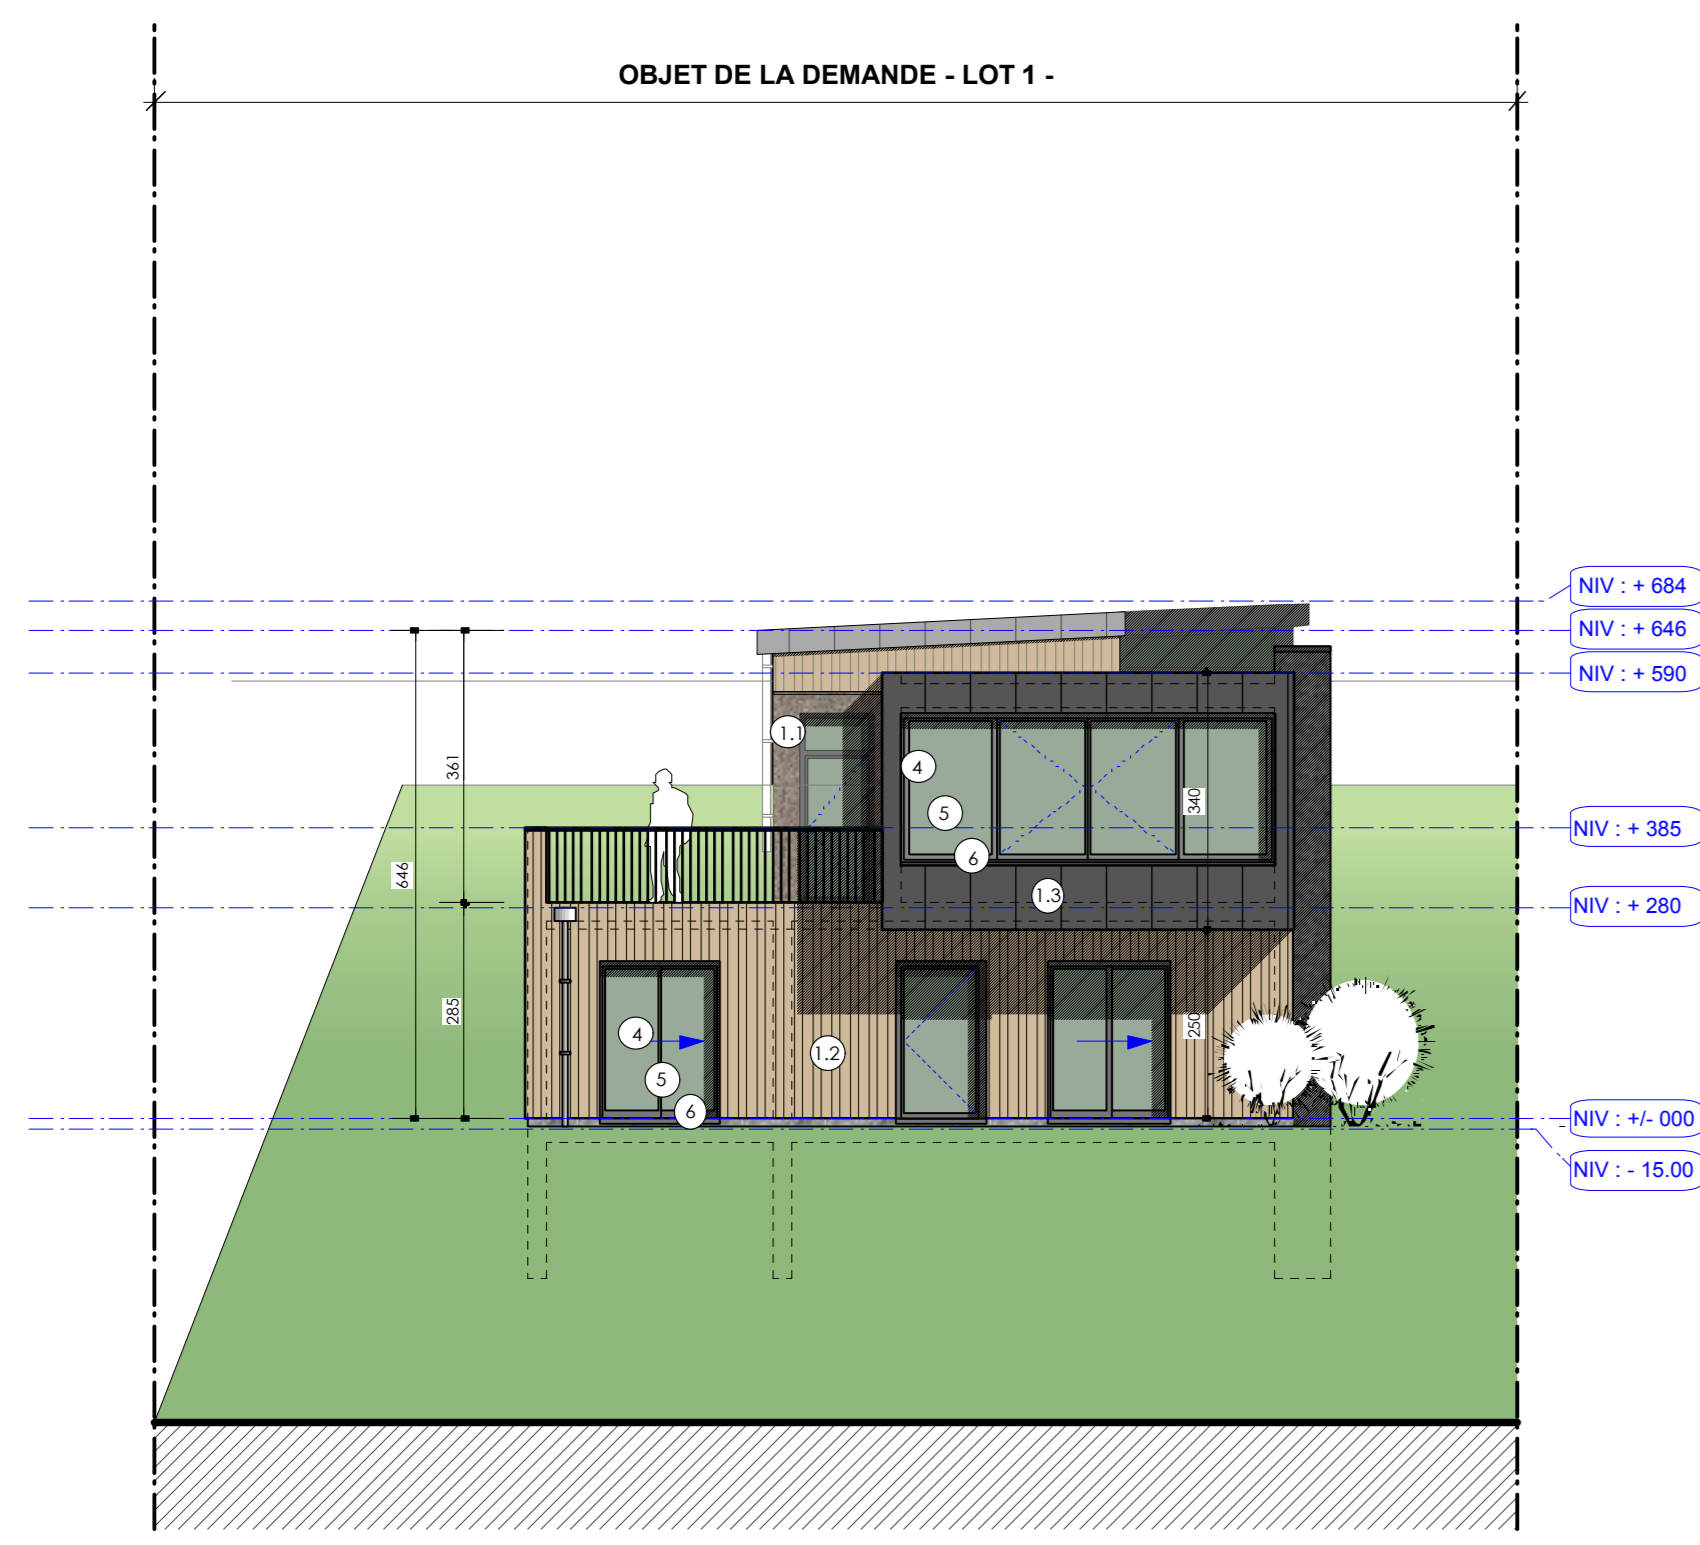 OBJET DE LA DEMANDE - LOT 1 -
NIV : + 684
NIV : + 646
NIV : + 590
1.1
361
4
340
5
NIV : + 385
6
646
1.3
NIV : + 280
285
4
250
1.2
5
6
NIV : +/- 000
NIV : - 15.00